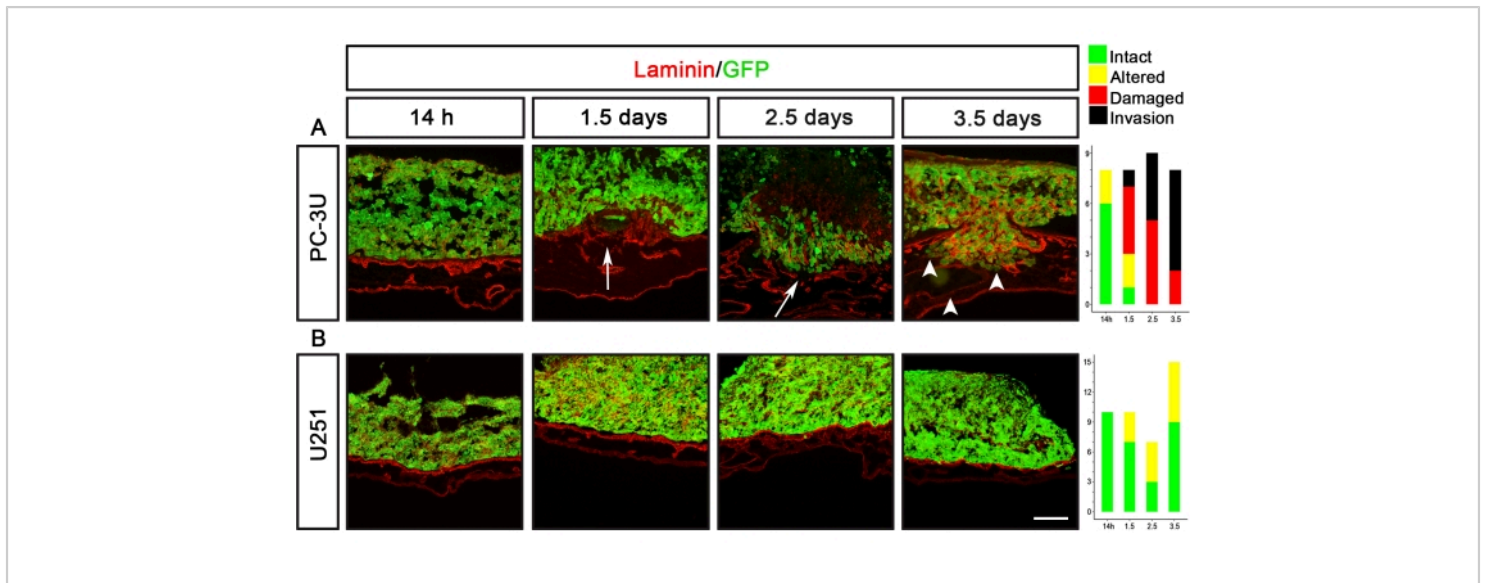 Laminin/GFP
Intact
Altered
Damaged
Invasion
14 h
1.5 days
2.5 days
3.5 days
A
PC-3U
9
6
3
0
14h 1.5 2.5 3.5
B
U251
15
12
9
6
3
0
14h 1.5 2.5 3.5